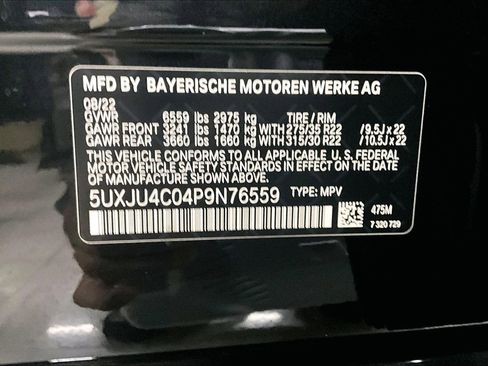 MFD BY BAYERISCHE MOTOREN WERKE AG
08/22
GVWR 6559 lbs 2975 kg TIRE / RIM
GAWR FRONT 3241 lbs 1470 kg WITH 275/35 R22 /9.5J x 22
GAWR REAR 3660 lbs 1660 kg WITH 315/30 R22 /10.5J x 22
THIS VEHICLE CONFORMS TO ALL APPLICABLE U. S. FEDERAL
MOTOR VEHICLE SAFETY STANDARDS IN EFFECT ON THE DATE
OF MANUFACTURE SHOWN ABOVE.
5UXJU4C04P9N76559 TYPE: MPV
475M
7 320 729